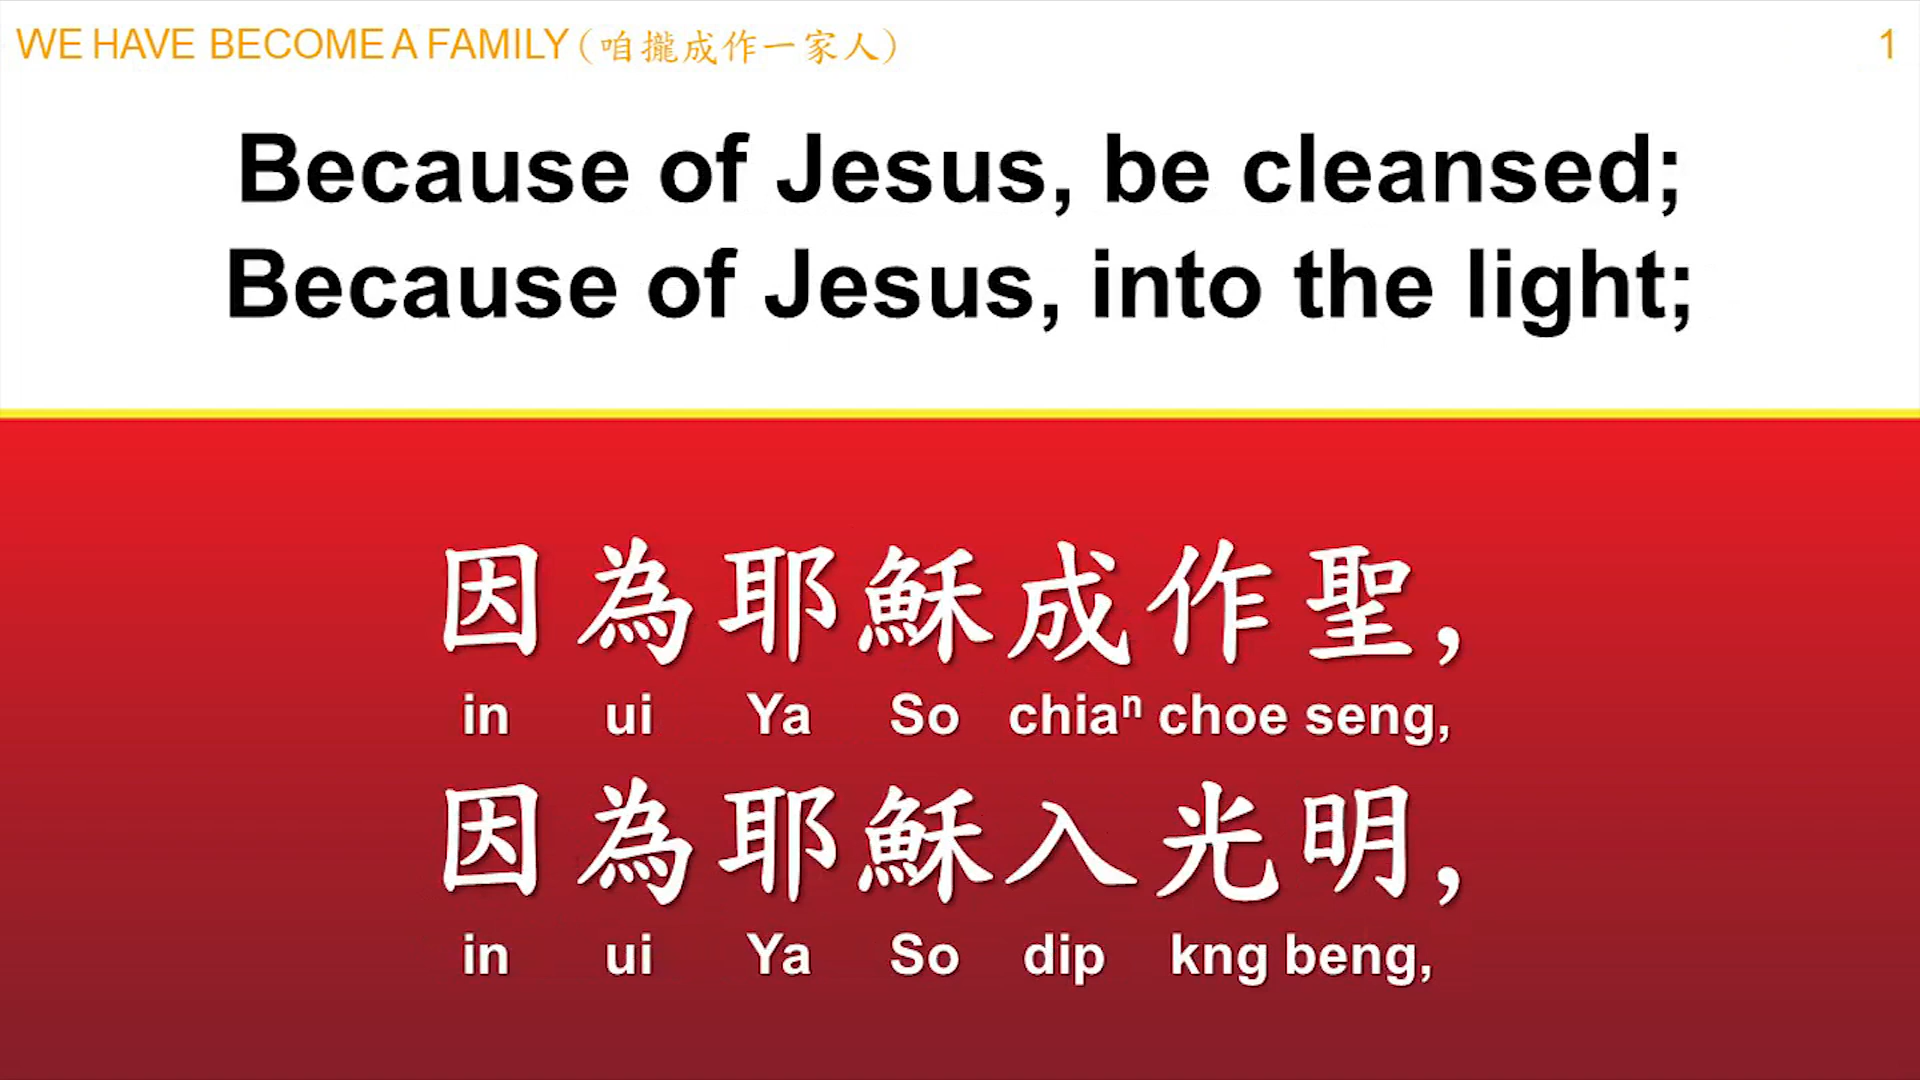 WE HAVE BECOME A FAMILY (咱攏成作一家人)
1
Because of Jesus, be cleansed;
Because of Jesus, into the light;
因為耶穌成作聖,
in ui Ya So chiaⁿ choe seng,
因為耶穌入光明,
in ui Ya So dip kng beng,